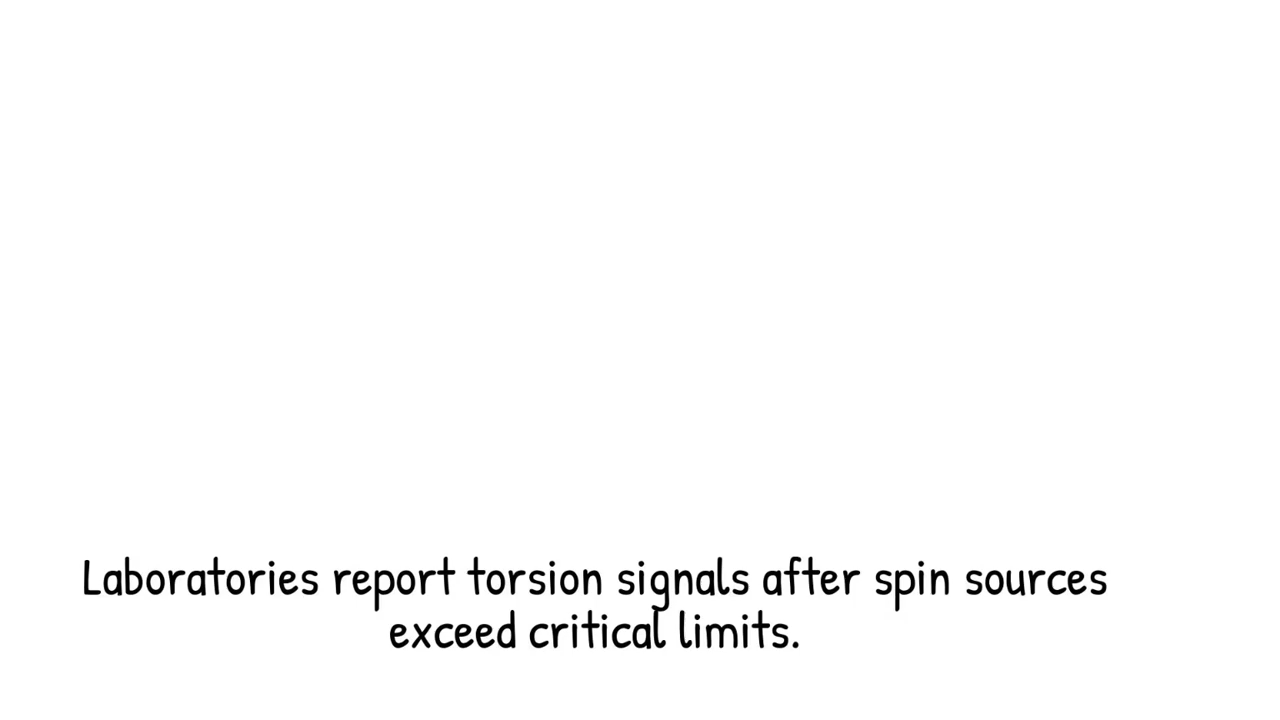 Laboratories report torsion signals after spin sources
exceed critical limits.